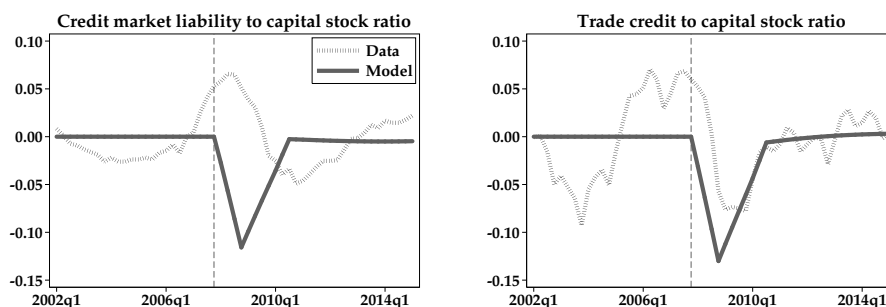 Credit market liability to capital stock ratio
0.10
0.05
0.00
-0.05
-0.10
-0.15
2002q1 2006q1 2010q1 2014q1
Data
Model
Trade credit to capital stock ratio
0.10
0.05
0.00
-0.05
-0.10
-0.15
2002q1 2006q1 2010q1 2014q1